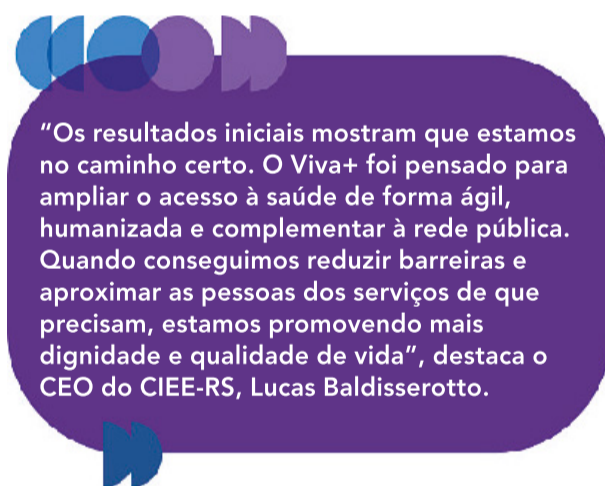 “Os resultados iniciais mostram que estamos
no caminho certo. O Viva+ foi pensado para
ampliar o acesso à saúde de forma ágil,
humanizada e complementar à rede pública.
Quando conseguimos reduzir barreiras e
aproximar as pessoas dos serviços de que
precisam, estamos promovendo mais
dignidade e qualidade de vida”, destaca o
CEO do CIEE-RS, Lucas Baldisserotto.